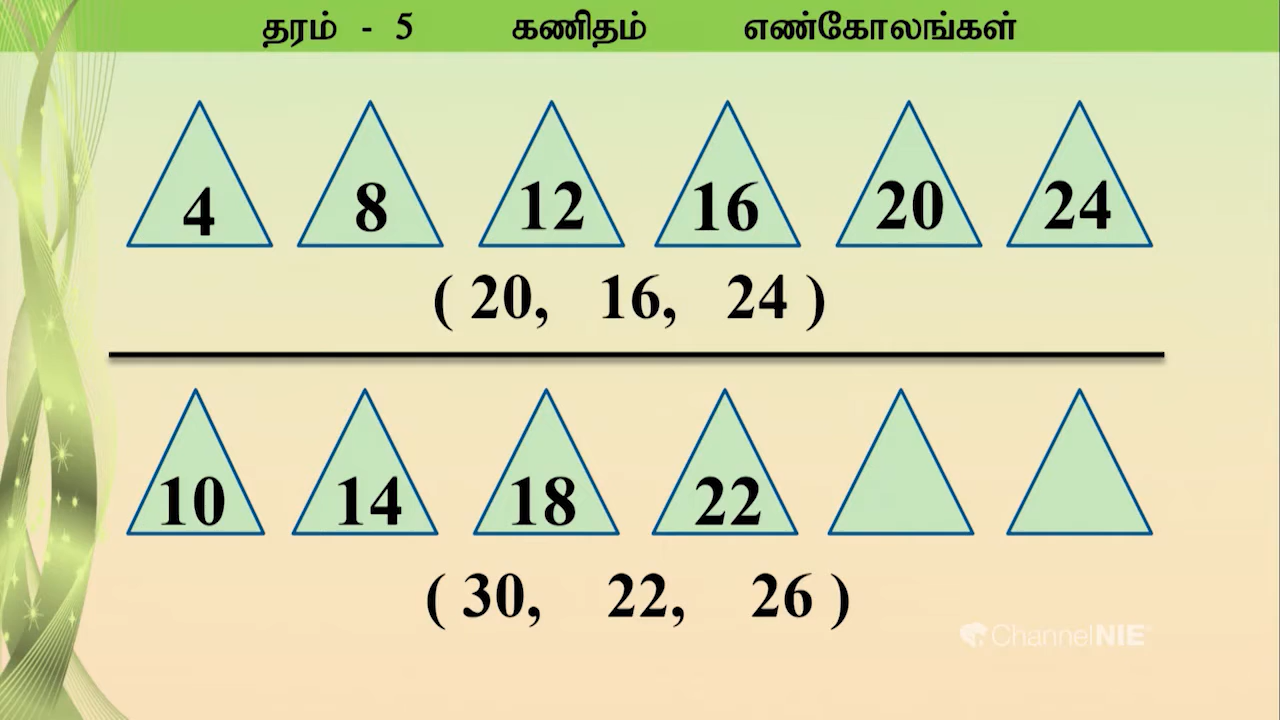 தரம் - 5 கணிதம் எண்கோலங்கள்
4 8 12 16 20 24
( 20, 16, 24 )
10 14 18 22
( 30, 22, 26 )
ChannelNIE